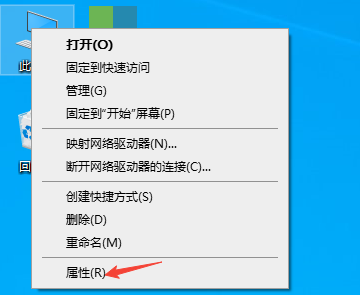 此
回
打开(O)
固定到快速访问
管理(G)
固定到"开始"屏幕(P)
映射网络驱动器(N)...
断开网络驱动器的连接(C)...
创建快捷方式(S)
删除(D)
重命名(M)
属性(R)